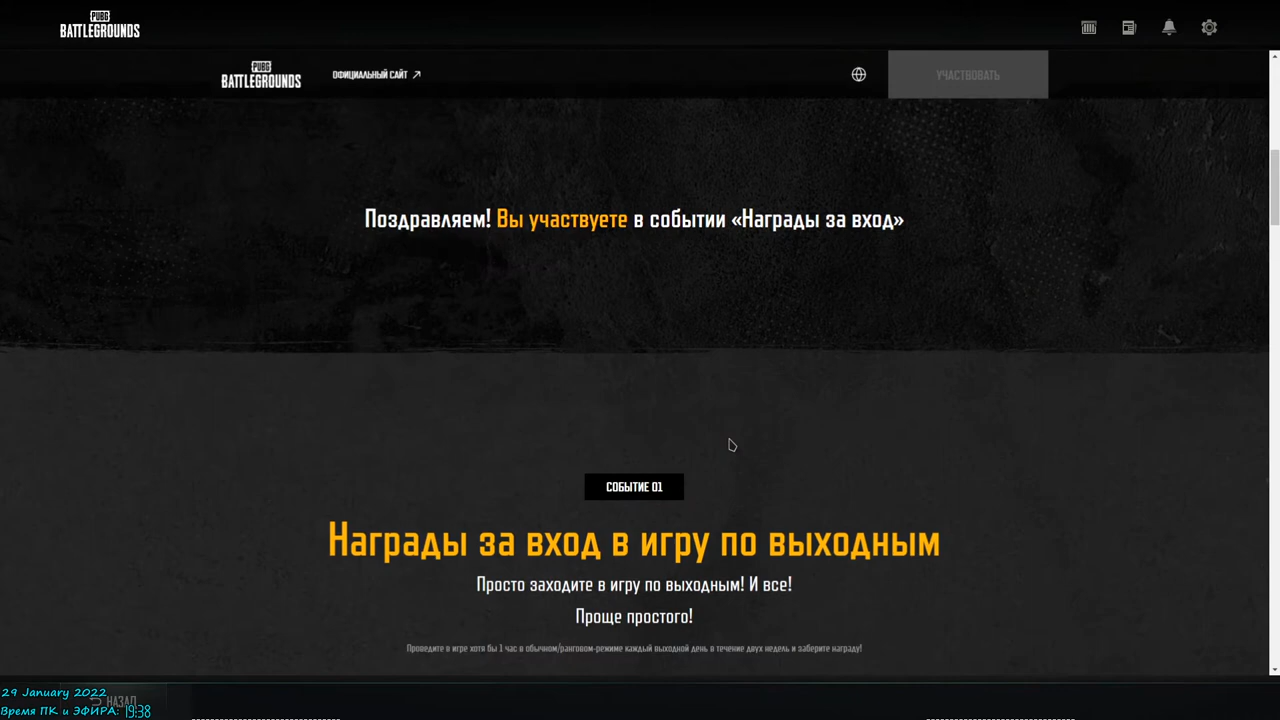 PUBG
BATTLEGROUNDS
PUBG
BATTLEGROUNDS
ОФИЦИАЛЬНЫЙ САЙТ
УЧАСТВОВАТЬ
Поздравляем! Вы участвуете в событии «Награды за вход»
СОБЫТИЕ 01
Награды за вход в игру по выходным
Просто заходите в игру по выходным! И все!
Проще простого!
Проведите в игре хотя бы 1 час в обычном/ранговом-режиме каждый выходной день в течение двух недель и заберите награду!
29 January 2022
НАЗАД
Время ПК и ЭФИРА: 19:38